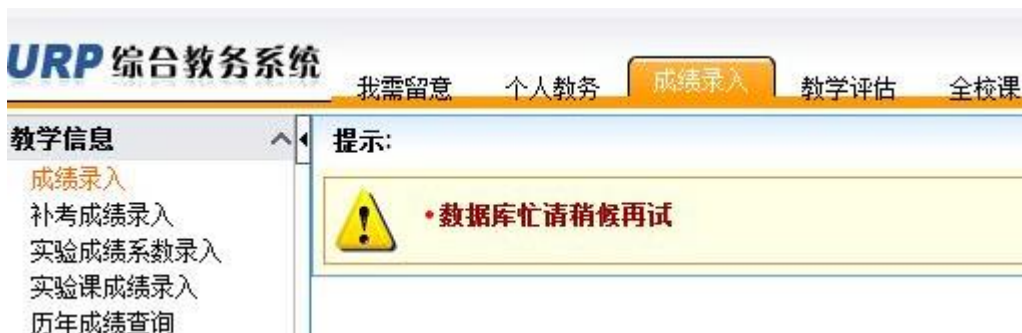 URP 综合教务系统
我需留意 个人教务 成绩录入 教学评估 全校课
教学信息
成绩录入
补考成绩录入
实验成绩系数录入
实验课成绩录入
历年成绩查询
提示:
•数据库忙请稍候再试